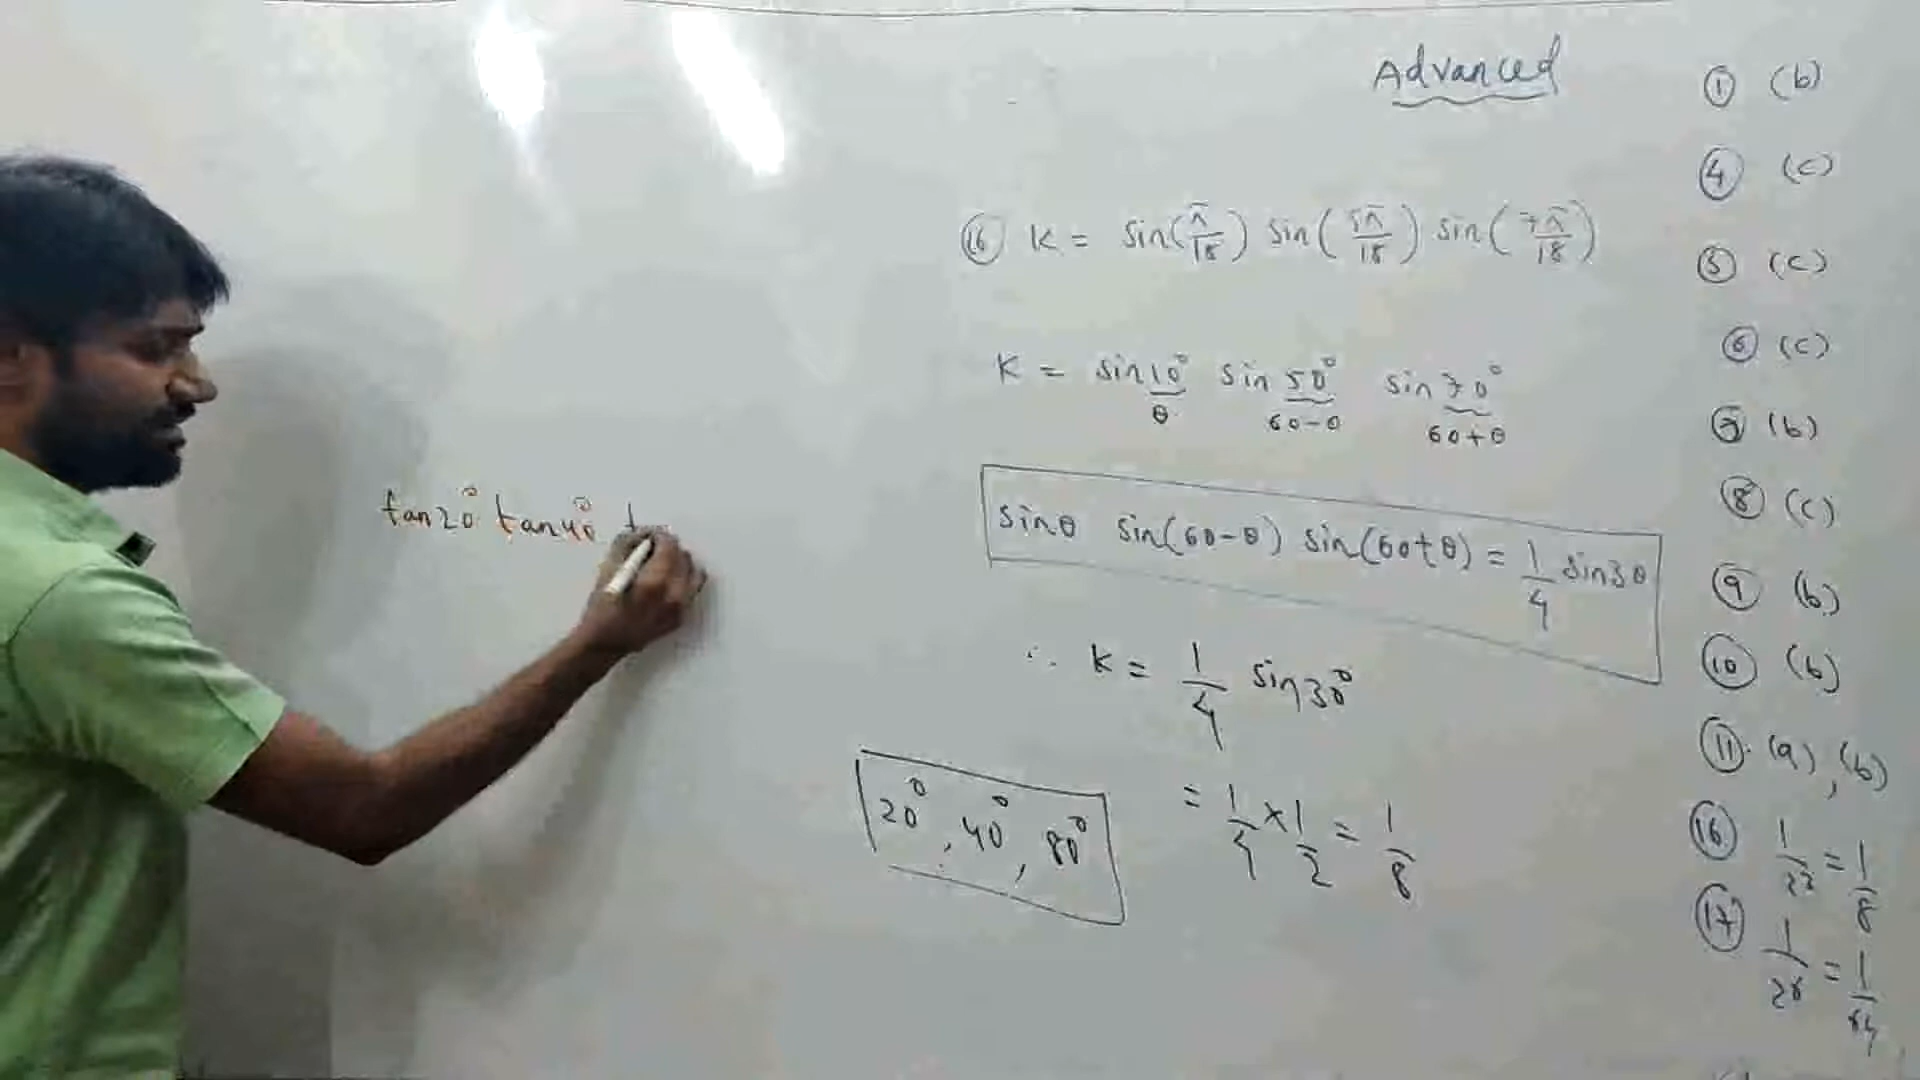 Advanced
16 K = sin(π/18) sin(5π/18) sin(7π/18)
K = sin10° sin50° sin70°
θ 60-θ 60+θ
sinθ sin(60-θ) sin(60+θ) = 1/4 sin3θ
∴ K = 1/4 sin30°
= 1/4 × 1/2 = 1/8
20°, 40°, 80°
tan20° tan40° t
1 (b)
4 (c)
5 (c)
6 (c)
7 (b)
8 (c)
9 (b)
10 (b)
11. (a), (b)
16 1/2³ = 1/8
17 1/2⁶ = 1/64